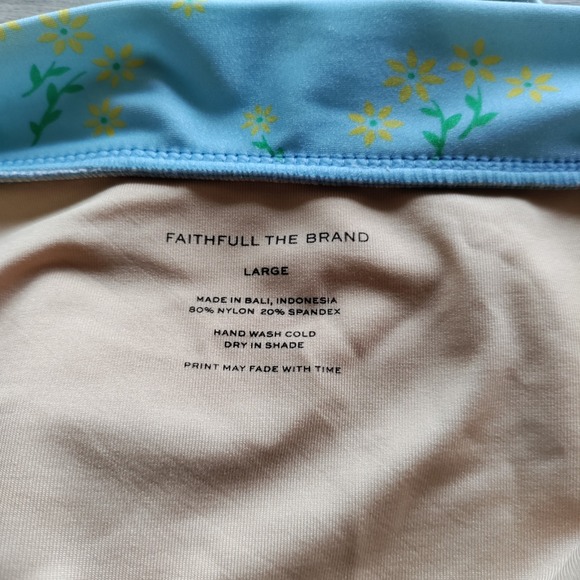 FAITHFULL THE BRAND
LARGE
MADE IN BALI, INDONESIA
80% NYLON 20% SPANDEX
HAND WASH COLD
DRY IN SHADE
PRINT MAY FADE WITH TIME